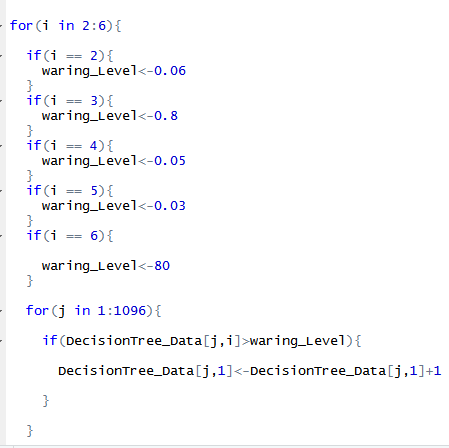 for(i in 2:6){
if(i == 2){
waring_Level<-0.06
}
if(i == 3){
waring_Level<-0.8
}
if(i == 4){
waring_Level<-0.05
}
if(i == 5){
waring_Level<-0.03
}
if(i == 6){
waring_Level<-80
}
for(j in 1:1096){
if(DecisionTree_Data[j,i]>waring_Level){
DecisionTree_Data[j,1]<-DecisionTree_Data[j,1]+1
}
}